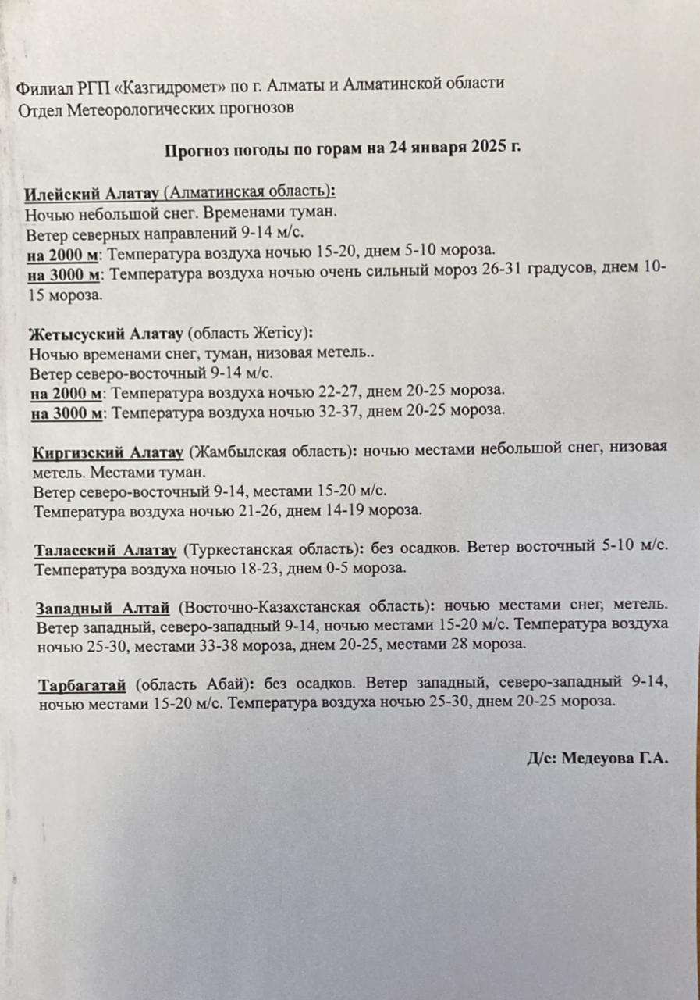 Филиал РГП «Казгидромет» по г. Алматы и Алматинской области
Отдел Метеорологических прогнозов
Прогноз погоды по горам на 24 января 2025 г.
Илейский Алатау (Алматинская область):
Ночью небольшой снег. Временами туман.
Ветер северных направлений 9-14 м/с.
на 2000 м: Температура воздуха ночью 15-20, днем 5-10 мороза.
на 3000 м: Температура воздуха ночью очень сильный мороз 26-31 градусов, днем 10-
15 мороза.
Жетысуский Алатау (область Жетісу):
Ночью временами снег, туман, низовая метель..
Ветер северо-восточный 9-14 м/с.
на 2000 м: Температура воздуха ночью 22-27, днем 20-25 мороза.
на 3000 м: Температура воздуха ночью 32-37, днем 20-25 мороза.
Киргизский Алатау (Жамбылская область): ночью местами небольшой снег, низовая
метель. Местами туман.
Ветер северо-восточный 9-14, местами 15-20 м/с.
Температура воздуха ночью 21-26, днем 14-19 мороза.
Таласский Алатау (Туркестанская область): без осадков. Ветер восточный 5-10 м/с.
Температура воздуха ночью 18-23, днем 0-5 мороза.
Западный Алтай (Восточно-Казахстанская область): ночью местами снег, метель.
Ветер западный, северо-западный 9-14, ночью местами 15-20 м/с. Температура воздуха
ночью 25-30, местами 33-38 мороза, днем 20-25, местами 28 мороза.
Тарбагатай (область Абай): без осадков. Ветер западный, северо-западный 9-14,
ночью местами 15-20 м/с. Температура воздуха ночью 25-30, днем 20-25 мороза.
Д/с: Медеуова Г.А.